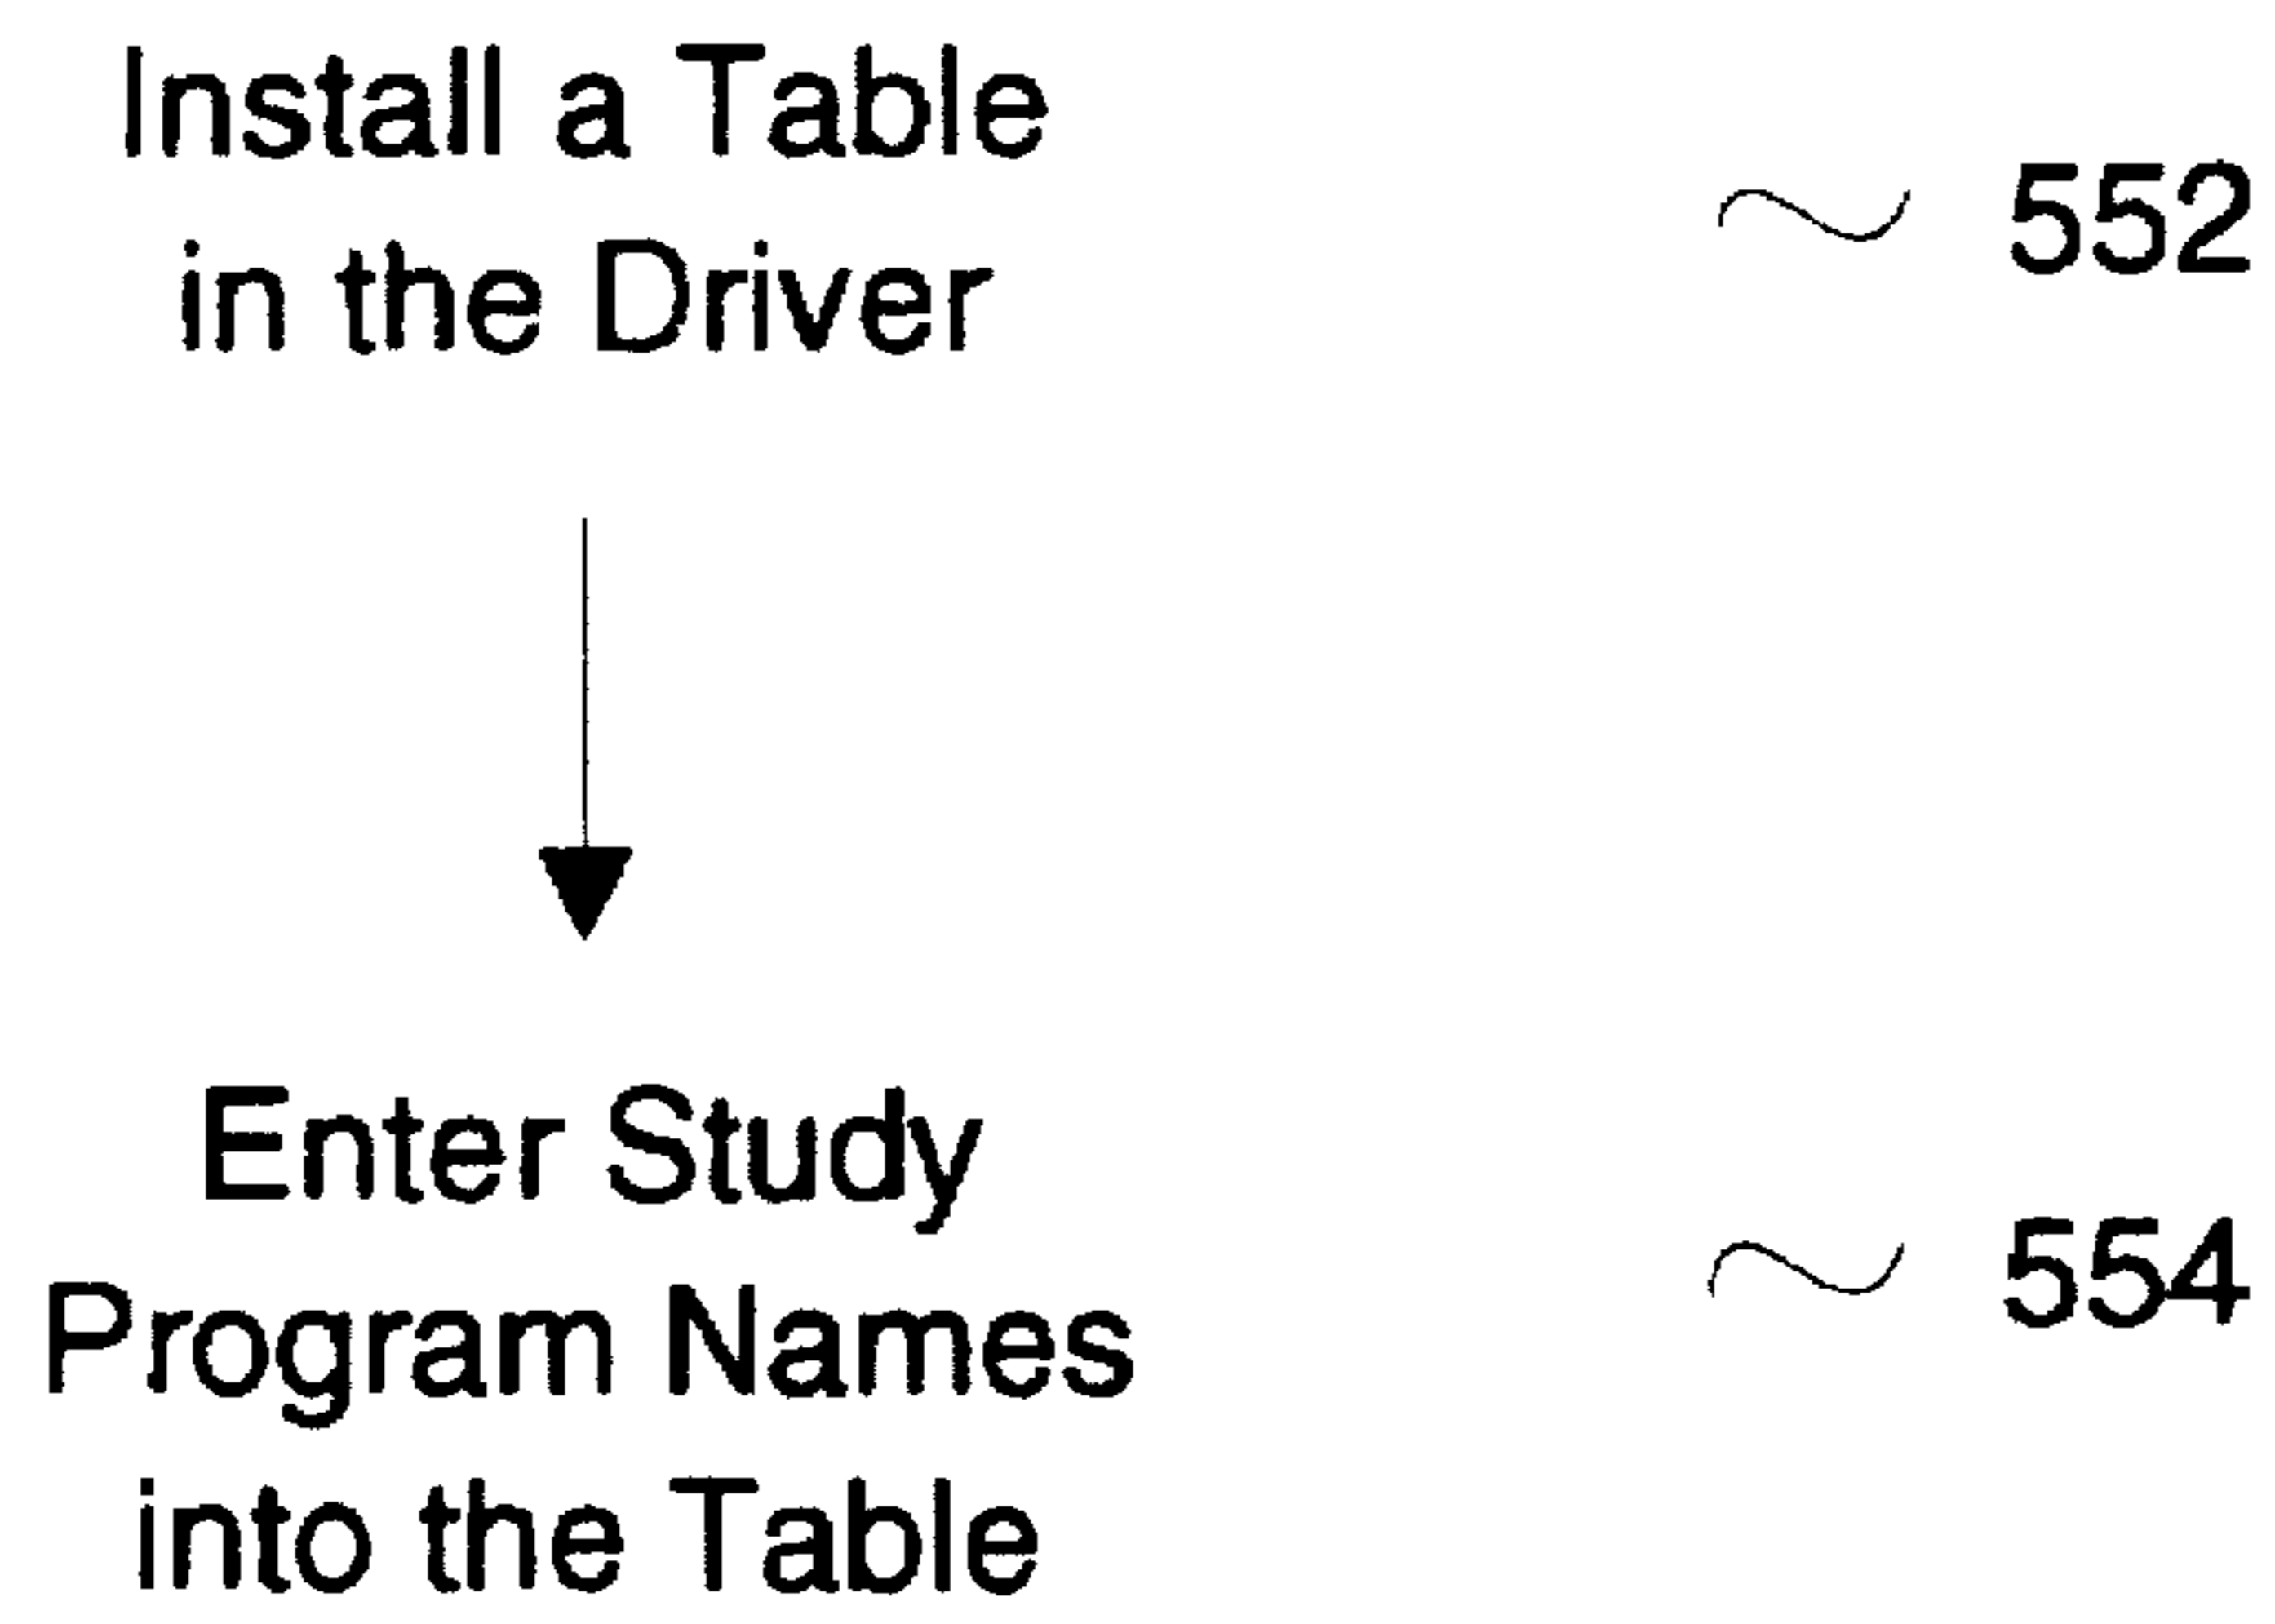 Install a Table
in the Driver
552
Enter Study
Program Names
into the Table
554